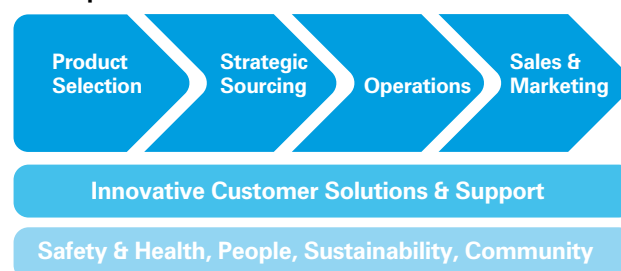 Product
Selection
Strategic
Sourcing
Operations
Sales &
Marketing
Innovative Customer Solutions & Support
Safety & Health, People, Sustainability, Community